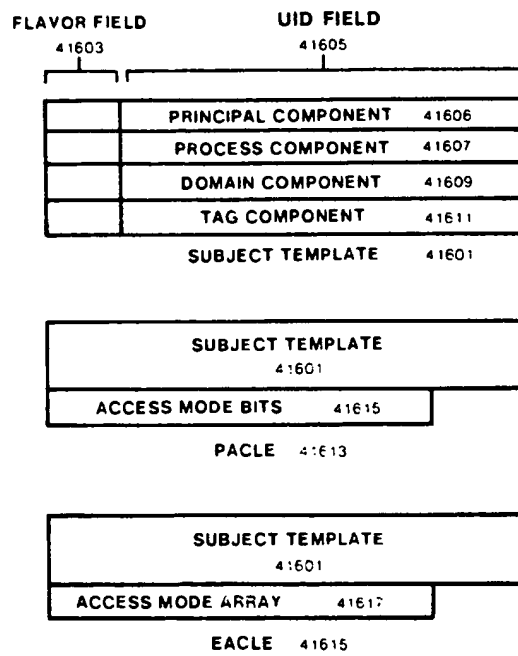 FLAVOR FIELD UID FIELD
41603 41605
PRINCIPAL COMPONENT 41606
PROCESS COMPONENT 41607
DOMAIN COMPONENT 41609
TAG COMPONENT 41611
SUBJECT TEMPLATE 41601
SUBJECT TEMPLATE
41601
ACCESS MODE BITS 41615
PACLE 41613
SUBJECT TEMPLATE
41601
ACCESS MODE ARRAY 41617
EACLE 41615